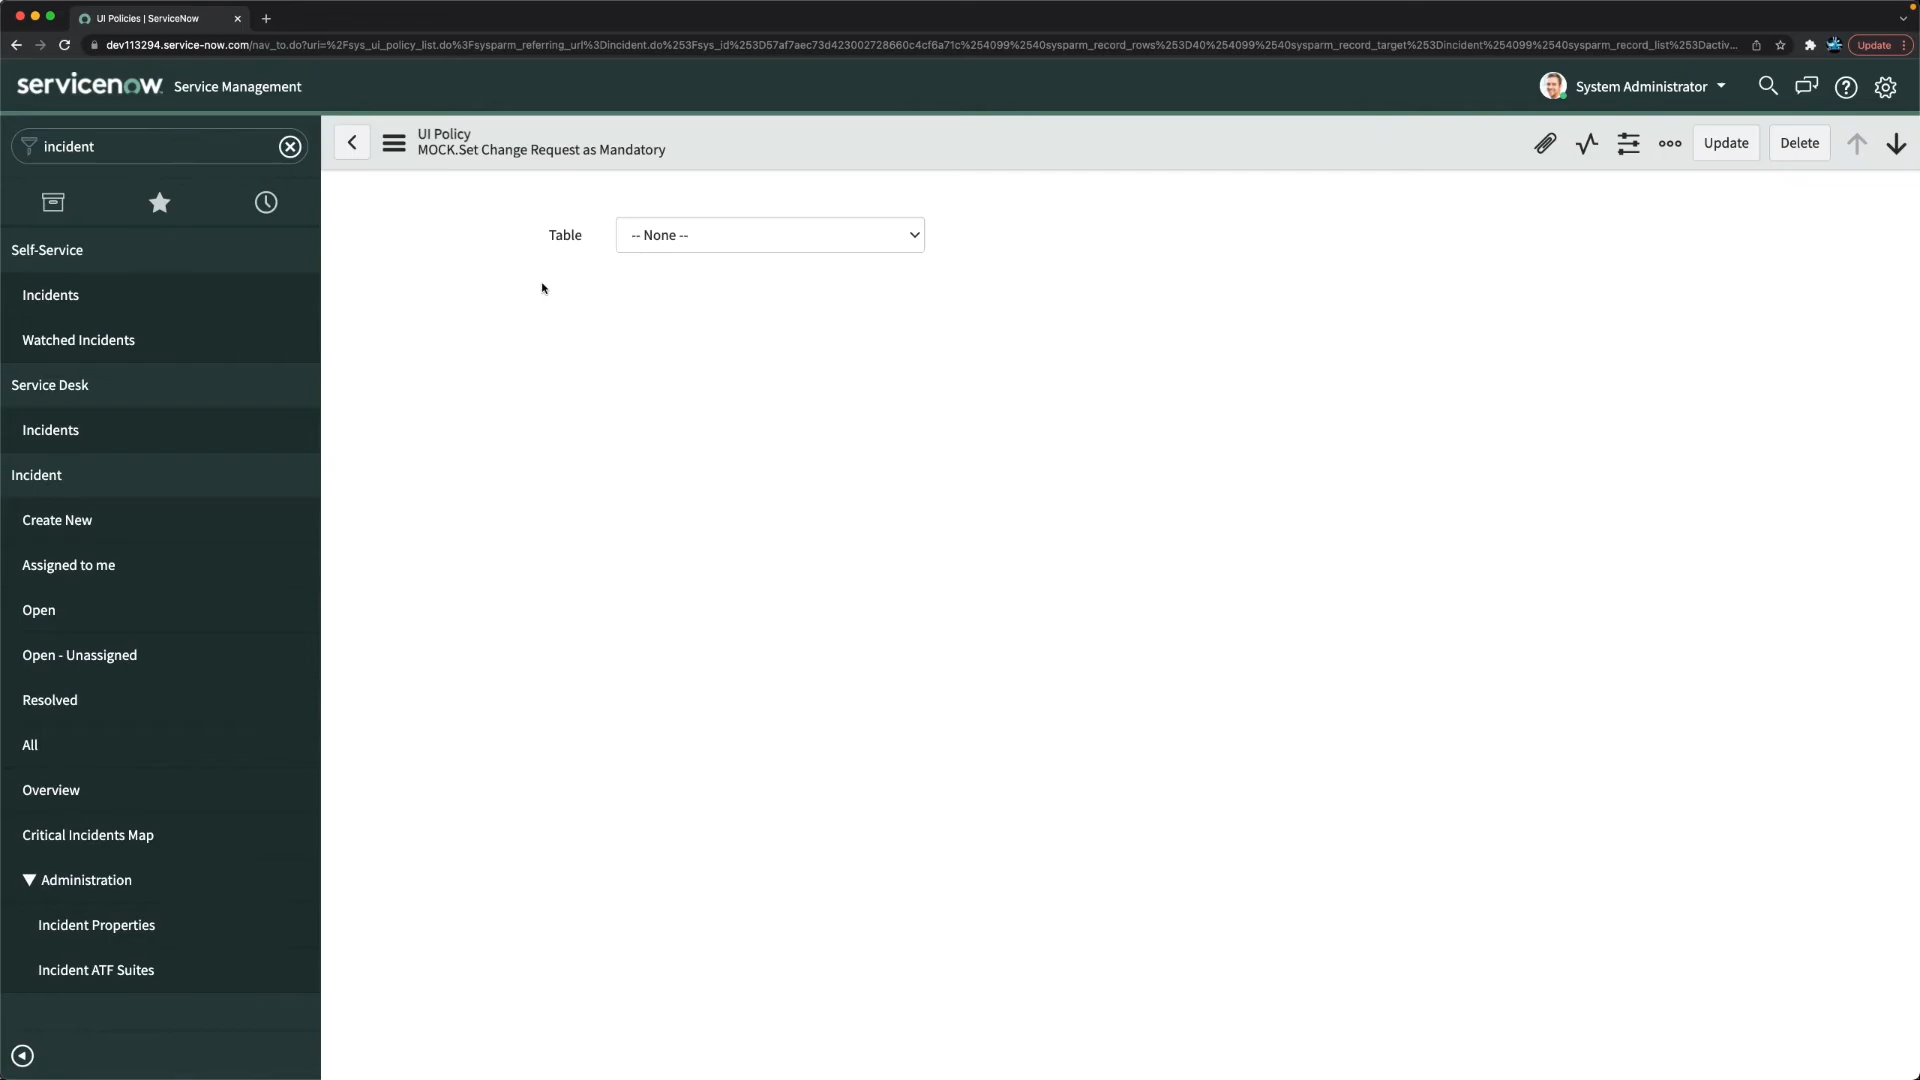 UI Policies | ServiceNow
dev113294.service-now.com/nav_to.do?uri=%2Fsys_ui_policy_list.do%3Fsysparm_referring_url%3Dincident.do%253Fsys_id%253D57af7aec73d423002728660c4cf6a71c%254099%2540sysparm_record_rows%253D40%254099%2540sysparm_record_target%253Dincident%254099%2540sysparm_record_list%253Dactiv...
Update
servicenow Service Management
System Administrator
incident
Self-Service
Incidents
Watched Incidents
Service Desk
Incidents
Incident
Create New
Assigned to me
Open
Open - Unassigned
Resolved
All
Overview
Critical Incidents Map
Administration
Incident Properties
Incident ATF Suites
UI Policy
MOCK.Set Change Request as Mandatory
Update
Delete
Table
-- None --